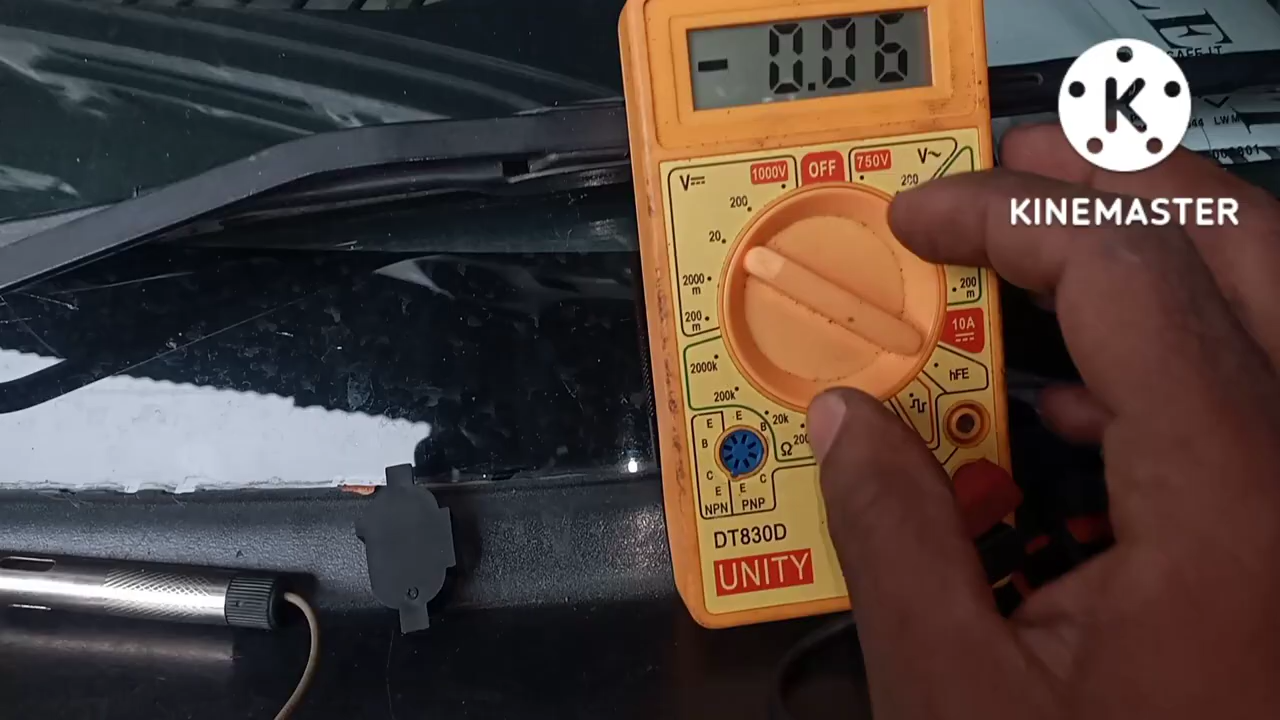 - 0.06
K
KINEMASTER
SAFE.I.T
V
1000V
OFF
750V
V~
200
200
20
2000
m
200
m
200
m
10A
2000k
hFE
200k
20k
Ω
200
E
E
B
B
C
C
E
E
NPN
PNP
DT830D
UNITY